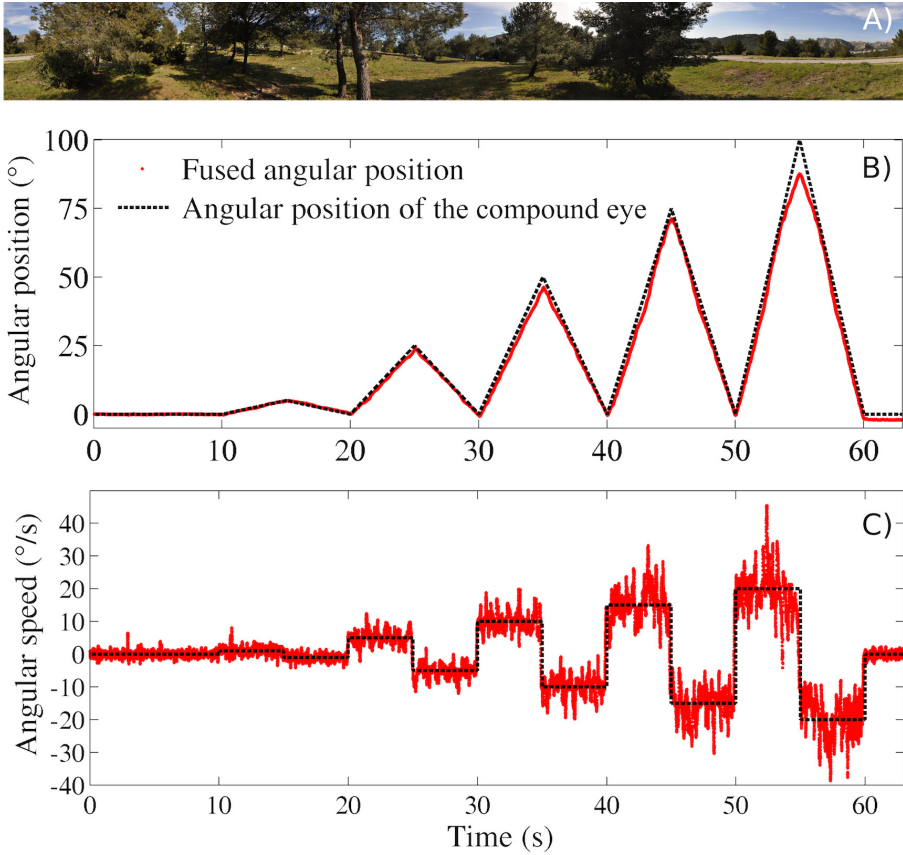 A)
B)
Angular position (°)
100
75
50
25
0
Fused angular position
Angular position of the compound eye
0 10 20 30 40 50 60
C)
Angular speed (°/s)
40
30
20
10
0
-10
-20
-30
-40
0 10 20 30 40 50 60
Time (s)